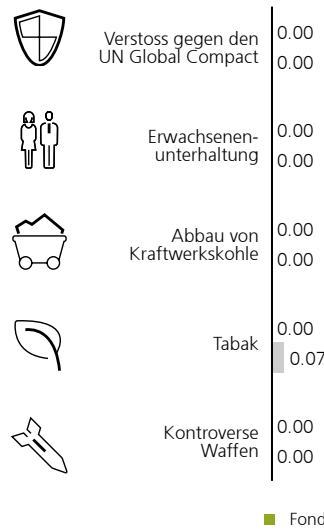 Verstoss gegen den
UN Global Compact
0.00
0.00
Erwachsenen-
unterhaltung
0.00
0.00
Abbau von
Kraftwerkskohle
0.00
0.00
Tabak
0.00
0.07
Kontroverse
Waffen
0.00
0.00
Fond